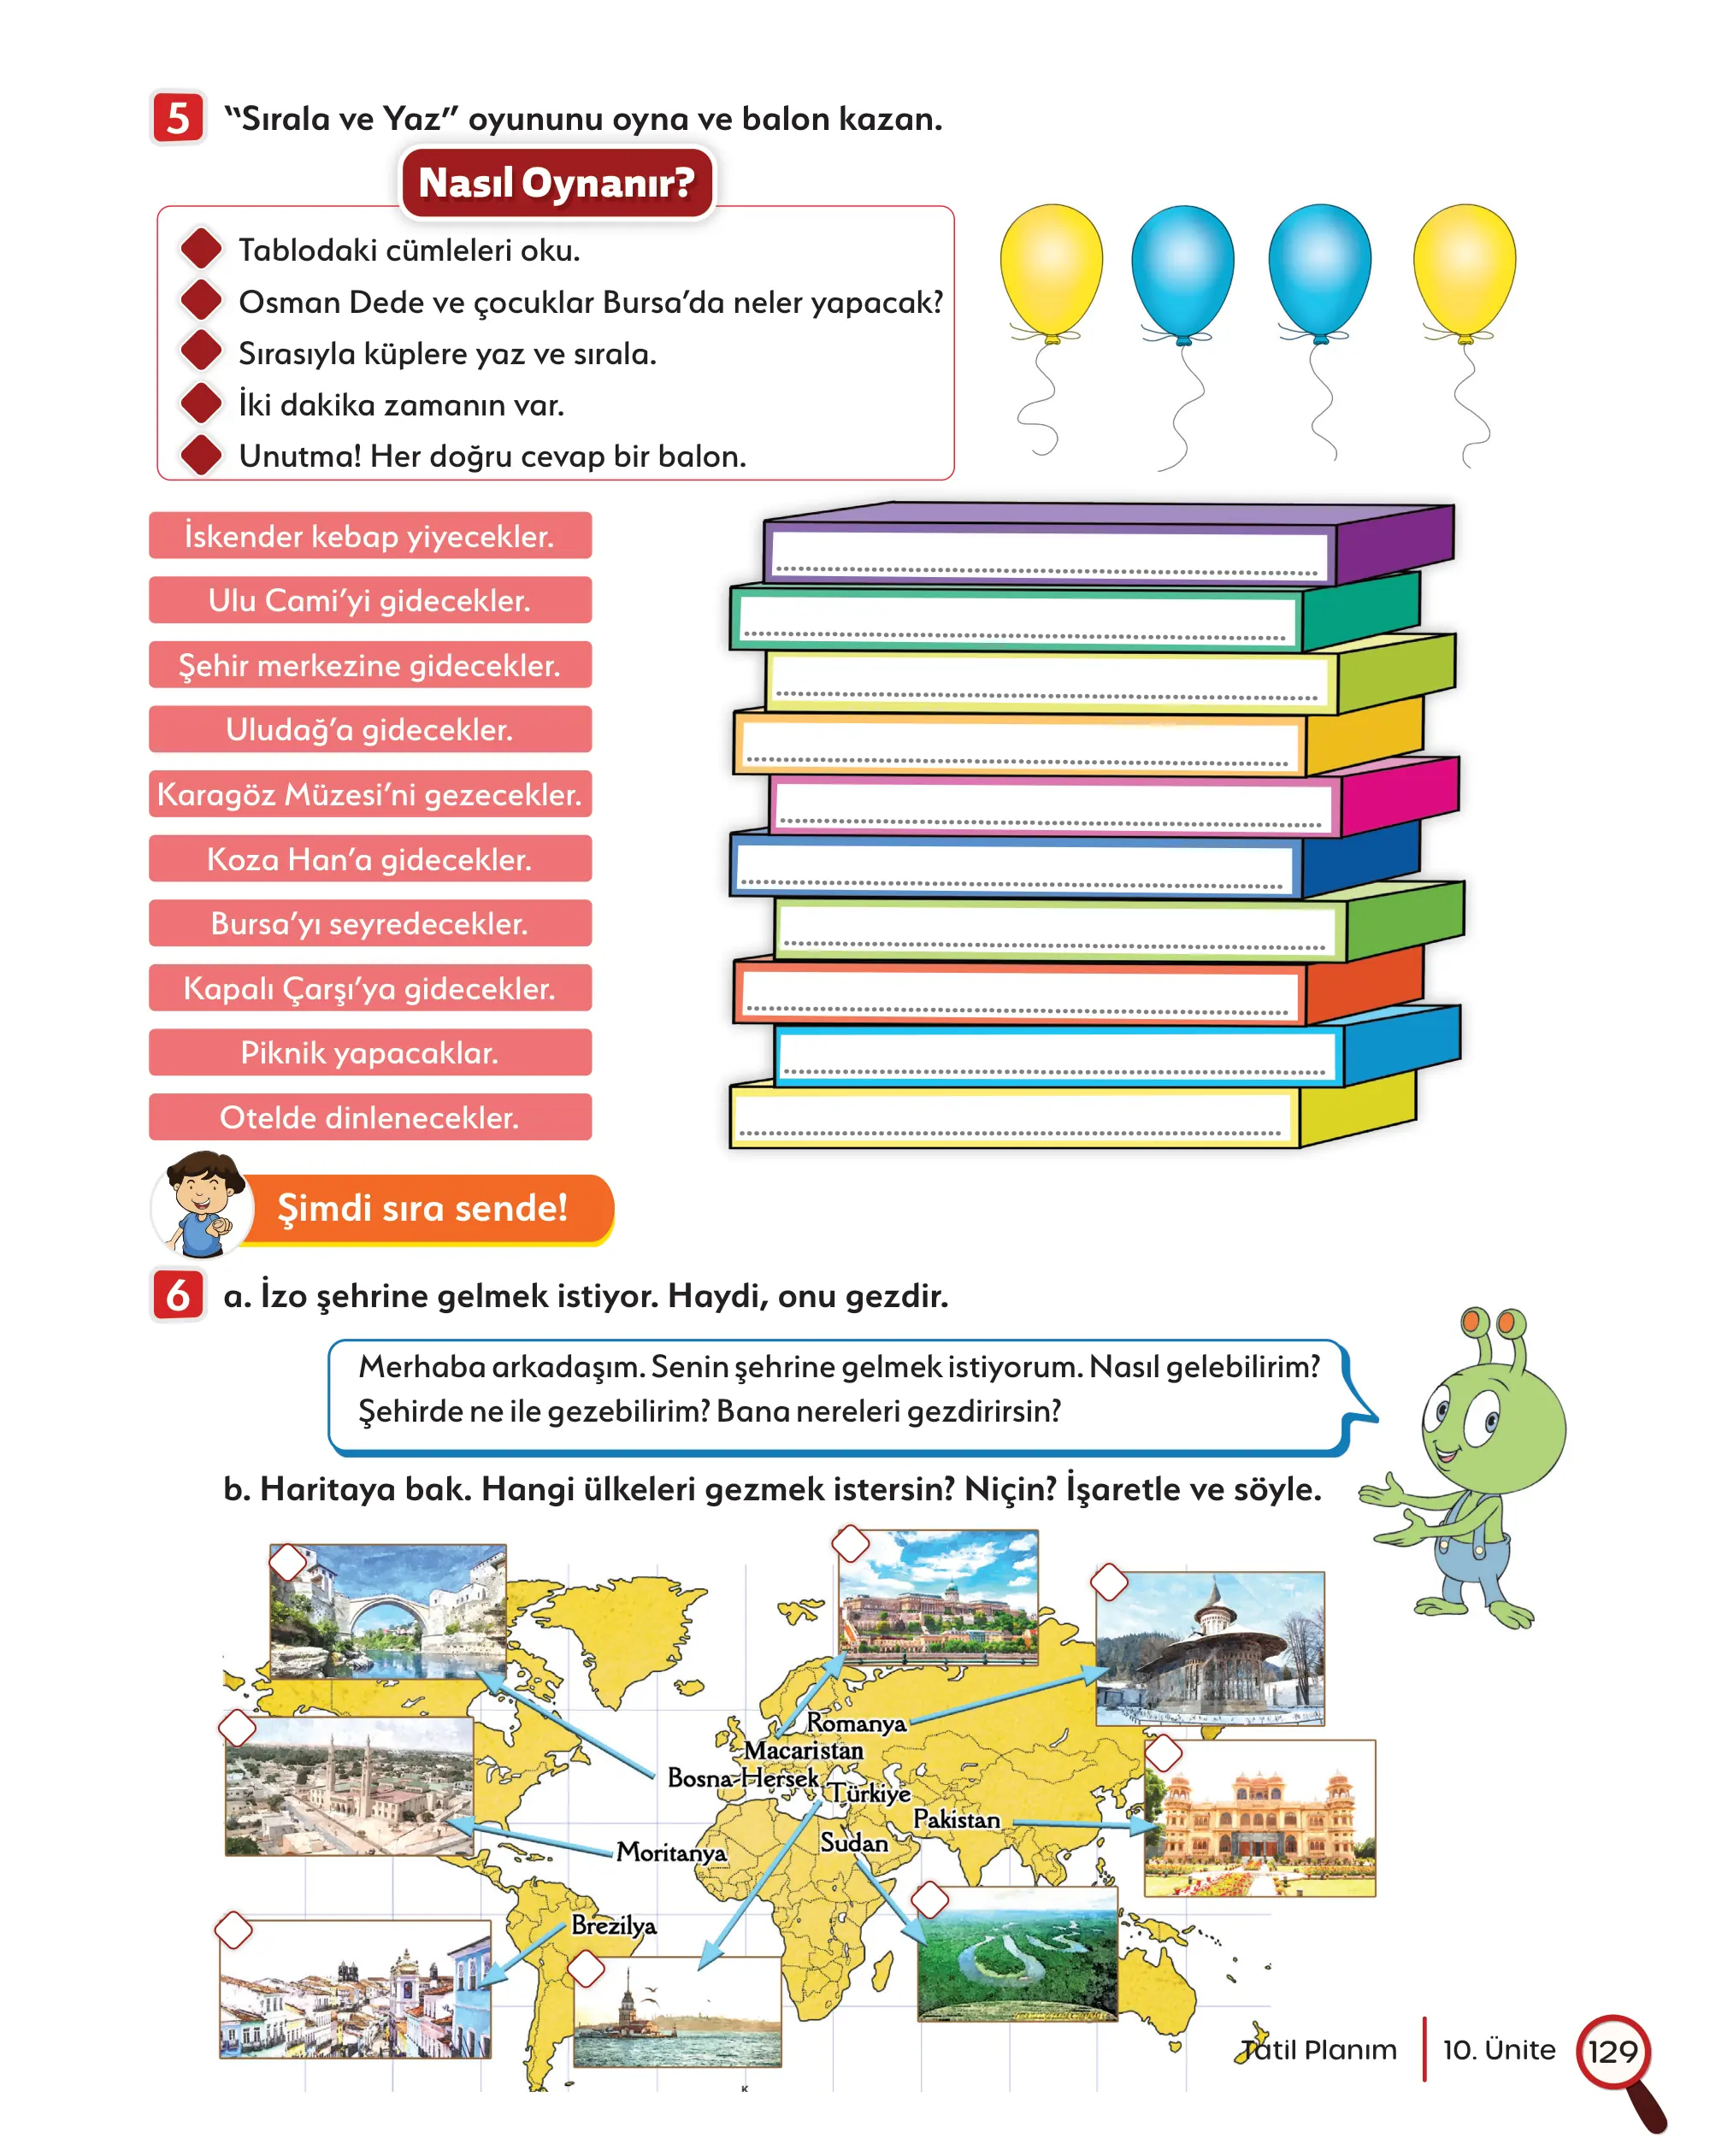 5 “Sırala ve Yaz” oyununu oyna ve balon kazan.
Nasıl Oynanır?
Tablodaki cümleleri oku.
Osman Dede ve çocuklar Bursa’da neler yapacak?
Sırasıyla küplere yaz ve sırala.
İki dakika zamanın var.
Unutma! Her doğru cevap bir balon.
İskender kebap yiyecekler.
Ulu Cami’yi gidecekler.
Şehir merkezine gidecekler.
Uludağ’a gidecekler.
Karagöz Müzesi’ni gezecekler.
Koza Han’a gidecekler.
Bursa’yı seyredecekler.
Kapalı Çarşı’ya gidecekler.
Piknik yapacaklar.
Otelde dinlenecekler.
Şimdi sıra sende!
6 a. İzo şehrine gelmek istiyor. Haydi, onu gezdir.
Merhaba arkadaşım. Senin şehrine gelmek istiyorum. Nasıl gelebilirim?
Şehirde ne ile gezebilirim? Bana nereleri gezdirirsin?
b. Haritaya bak. Hangi ülkeleri gezmek istersin? Niçin? İşaretle ve söyle.
Romanya
Macaristan
Bosna-Hersek
Türkiye
Pakistan
Sudan
Moritanya
Brezilya
K
Tatil Planım
10. Ünite
129